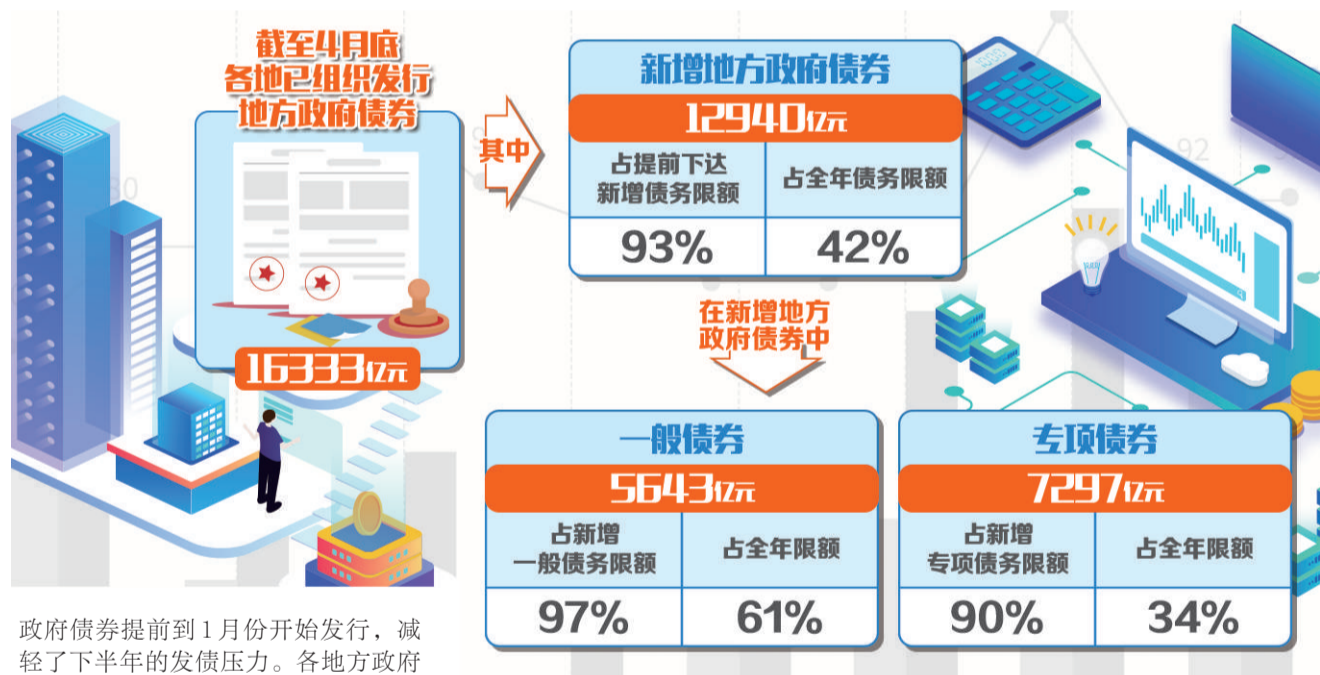 截至4月底
各地已组织发行
地方政府债券
16333亿元
其中
新增地方政府债券
12940亿元
占提前下达
新增债务限额
占全年债务限额
93%
42%
在新增地方
政府债券中
一般债券
5643亿元
占新增
一般债务限额
占全年限额
97%
61%
专项债券
7297亿元
占新增
专项债务限额
占全年限额
90%
34%
92
政府债券提前到1月份开始发行，减
轻了下半年的发债压力。各地方政府